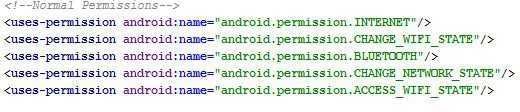 <!--Normal Permissions-->
<uses-permission android:name="android.permission.INTERNET"/>
<uses-permission android:name="android.permission.CHANGE_WIFI_STATE"/>
<uses-permission android:name="android.permission.BLUETOOTH"/>
<uses-permission android:name="android.permission.CHANGE_NETWORK_STATE"/>
<uses-permission android:name="android.permission.ACCESS_WIFI_STATE"/>